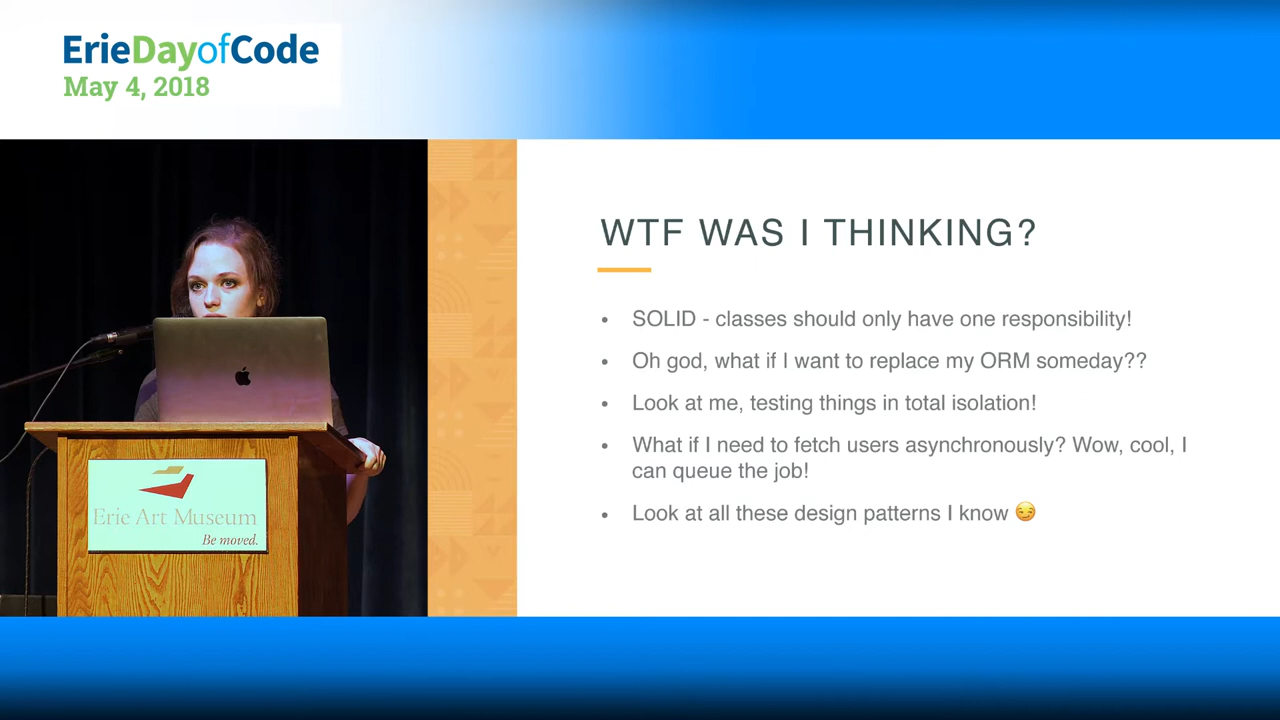 ErieDayofCode
May 4, 2018
WTF WAS I THINKING?
• SOLID - classes should only have one responsibility!
• Oh god, what if I want to replace my ORM someday??
• Look at me, testing things in total isolation!
• What if I need to fetch users asynchronously? Wow, cool, I
can queue the job!
• Look at all these design patterns I know 😏
Erie Art Museum
Be moved.